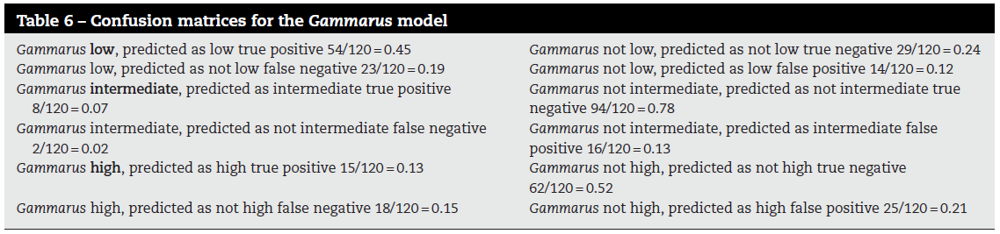 Table 6 – Confusion matrices for the Gammarus model
Gammarus low, predicted as low true positive 54/120=0.45
Gammarus not low, predicted as not low true negative 29/120=0.24
Gammarus low, predicted as not low false negative 23/120=0.19
Gammarus not low, predicted as low false positive 14/120=0.12
Gammarus intermediate, predicted as intermediate true positive
8/120=0.07
Gammarus not intermediate, predicted as not intermediate true
negative 94/120=0.78
Gammarus intermediate, predicted as not intermediate false negative
2/120=0.02
Gammarus not intermediate, predicted as intermediate false
positive 16/120=0.13
Gammarus high, predicted as high true positive 15/120=0.13
Gammarus not high, predicted as not high true negative
62/120=0.52
Gammarus high, predicted as not high false negative 18/120=0.15
Gammarus not high, predicted as high false positive 25/120=0.21